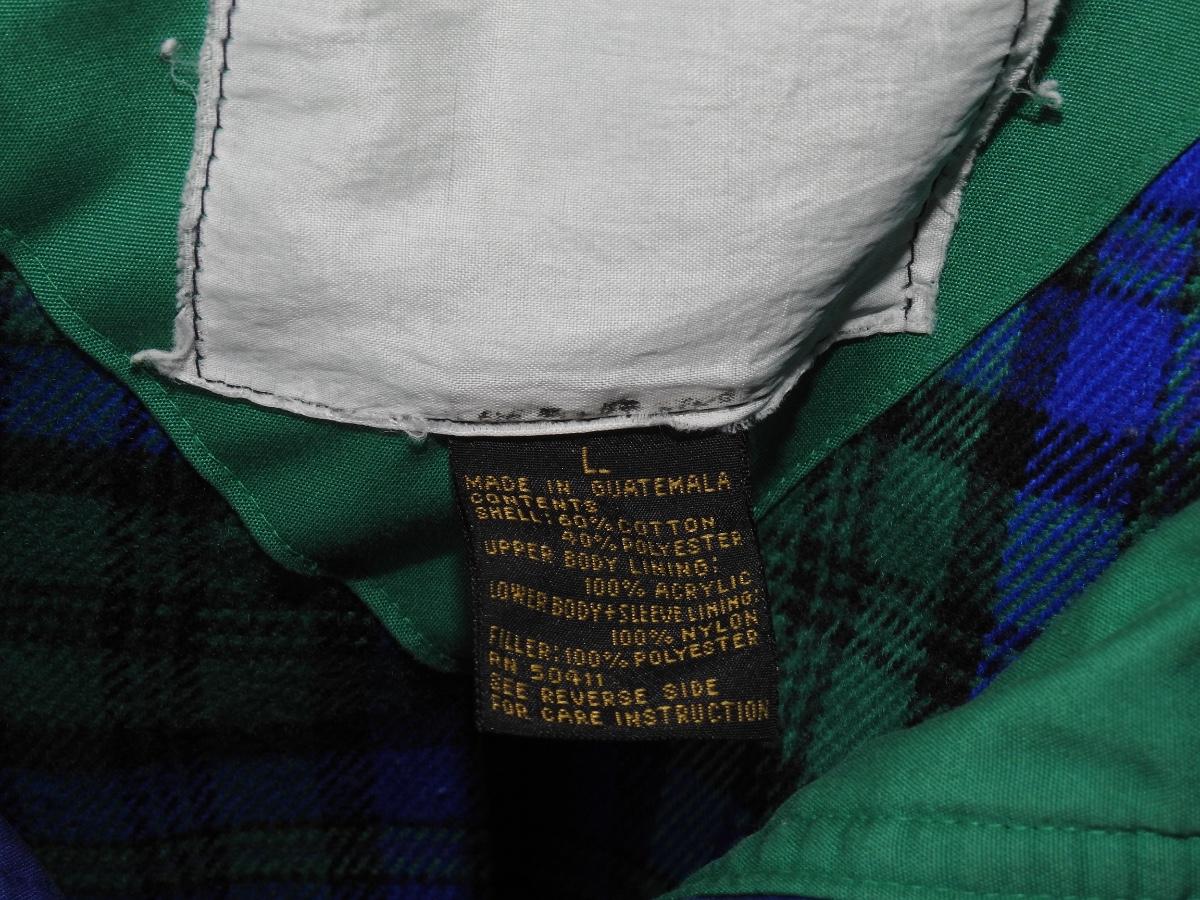 L
MADE IN GUATEMALA
CONTENTS
SHELL: 60% COTTON
40% POLYESTER
UPPER BODY LINING:
100% ACRYLIC
LOWER BODY+SLEEVE LINING:
100% NYLON
FILLER: 100% POLYESTER
RN 50411
SEE REVERSE SIDE
FOR CARE INSTRUCTION